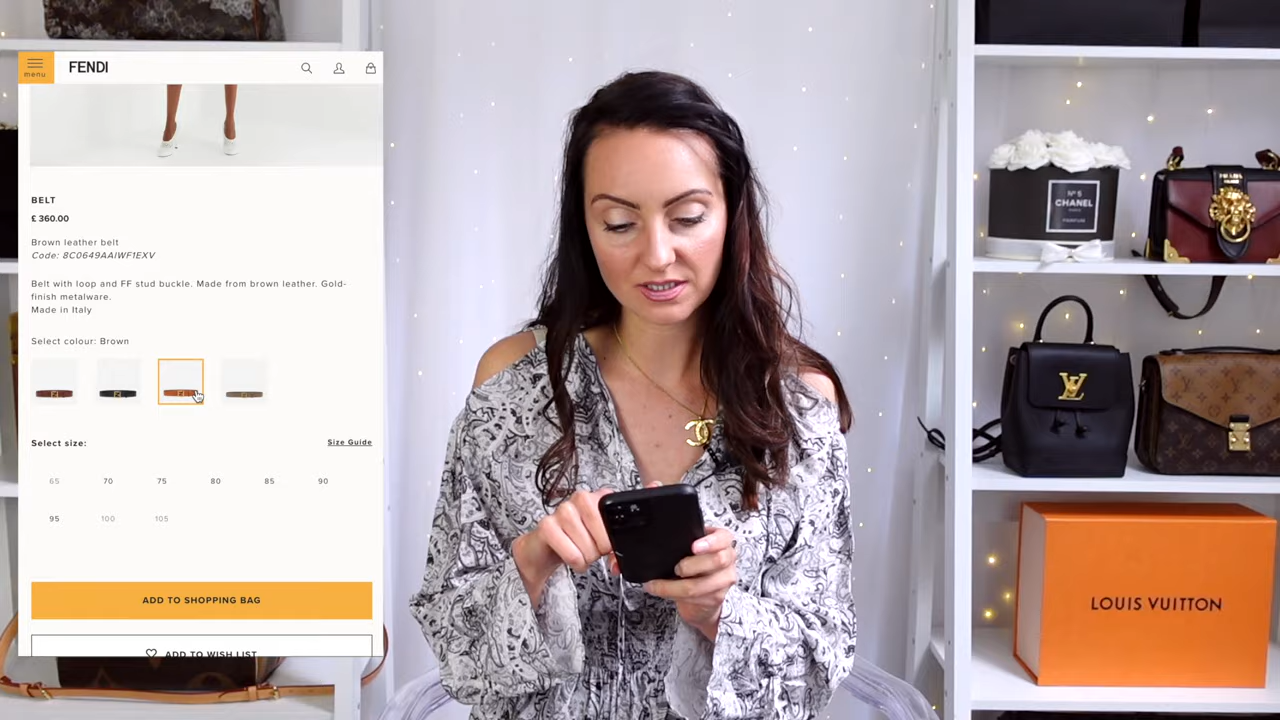 menu
FENDI
BELT
£ 360.00
Brown leather belt
Code: 8C0649AAIWF1EXV
Belt with loop and FF stud buckle. Made from brown leather. Gold-
finish metalware.
Made in Italy
Select colour: Brown
Select size:
Size Guide
65 70 75 80 85 90
95 100 105
ADD TO SHOPPING BAG
ADD TO WISH LIST
N°5
CHANEL
PARIS
PRADA
LV
LOUIS VUITTON